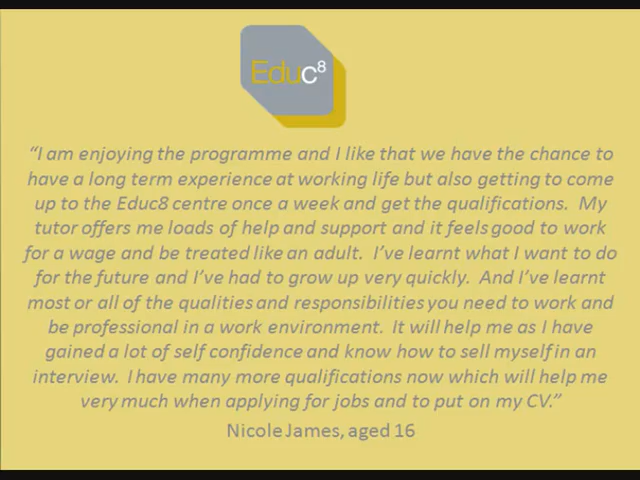 Educ8
“I am enjoying the programme and I like that we have the chance to
have a long term experience at working life but also getting to come
up to the Educ8 centre once a week and get the qualifications.  My
tutor offers me loads of help and support and it feels good to work
for a wage and be treated like an adult.  I’ve learnt what I want to do
for the future and I’ve had to grow up very quickly.  And I’ve learnt
most or all of the qualities and responsibilities you need to work and
be professional in a work environment.  It will help me as I have
gained a lot of self confidence and know how to sell myself in an
interview.  I have many more qualifications now which will help me
very much when applying for jobs and to put on my CV.”
Nicole James, aged 16